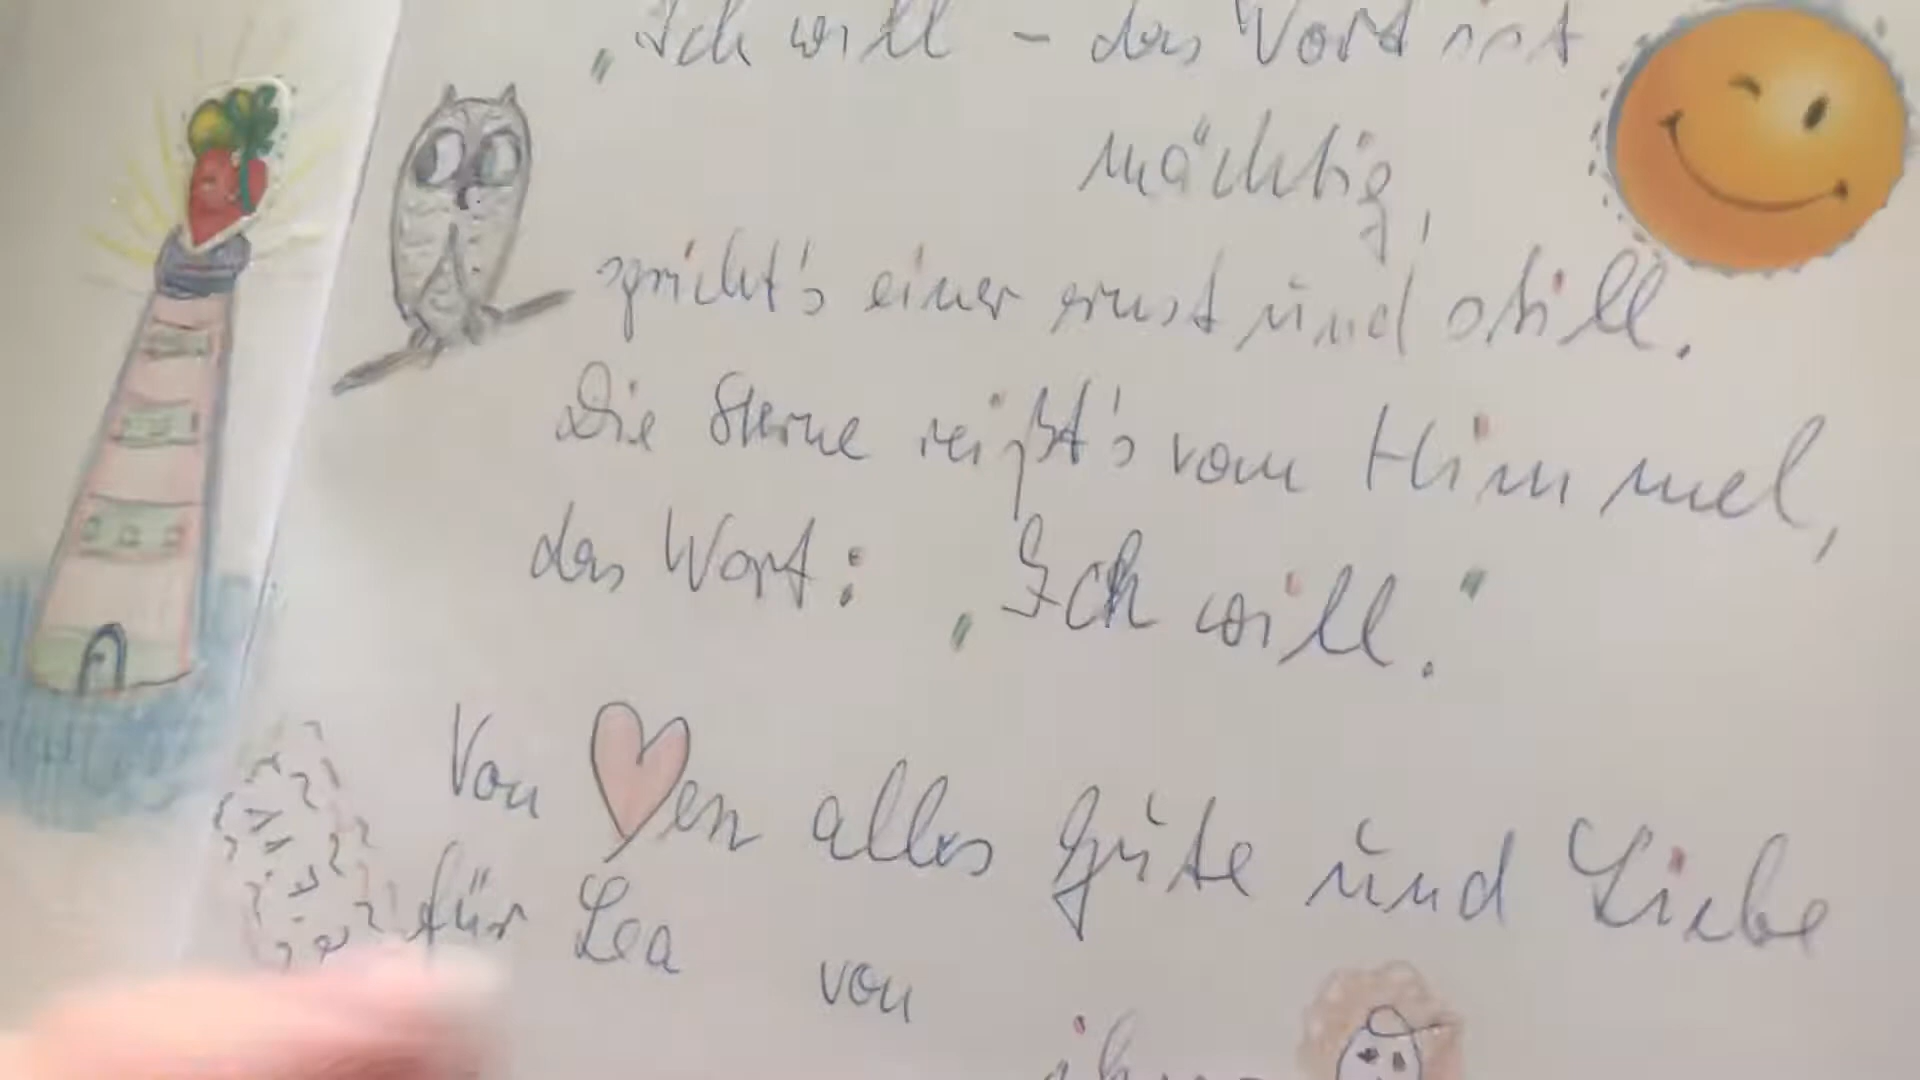 „Ich will – das Wort ist
mächtig,
spricht's einer ernst und still.
Die Sterne reißt's vom Himmel,
das Wort: „Ich will."
Von ♥en alles Gute und Liebe
für Lea von